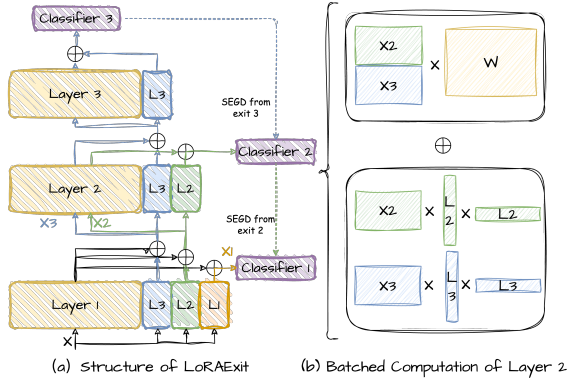 Classifier 3
Layer 3
L3
SEGD from
exit 3
Classifier 2
Layer 2
L3
L2
X3
X2
SEGD from
exit 2
X1
Classifier 1
Layer 1
L3
L2
L1
X
(a) Structure of LoRAExit
X2
X3
X
W
X2
X
L
2
X
L2
X3
X
L
3
X
L3
(b) Batched Computation of Layer 2